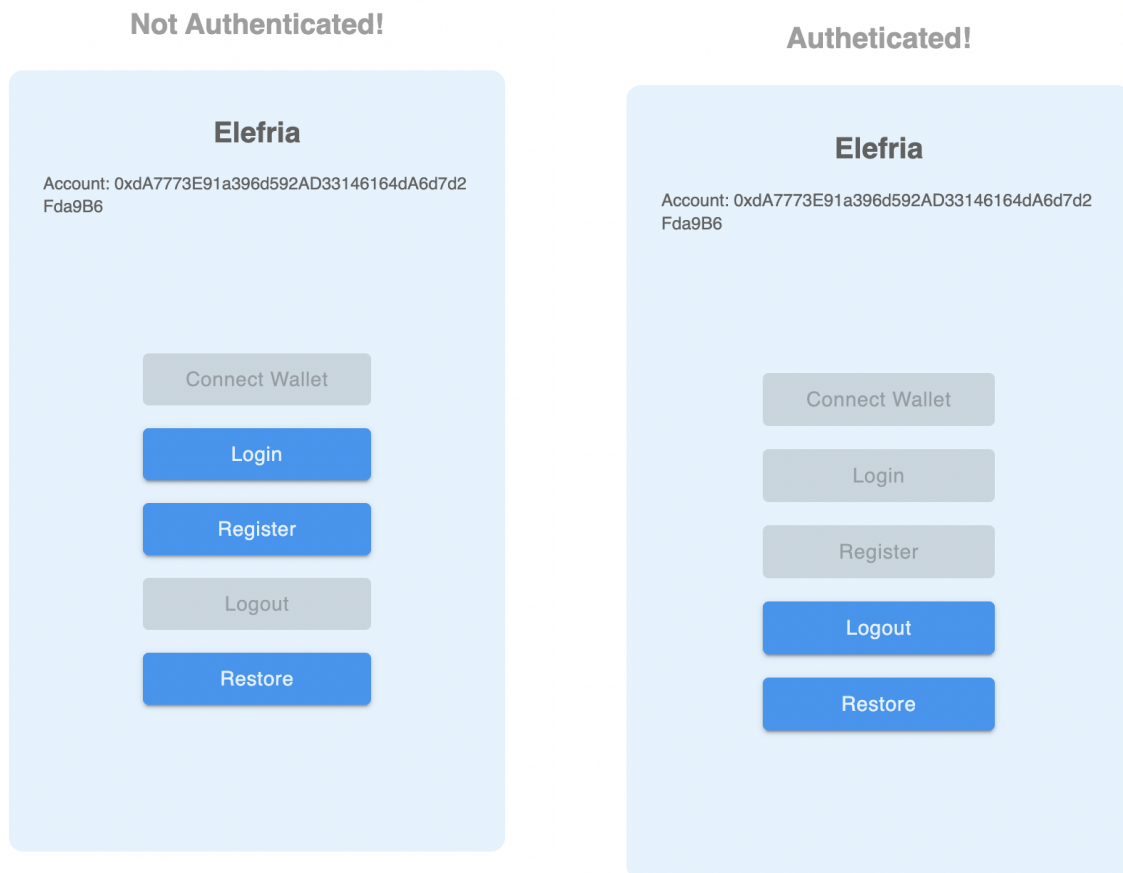 Not Authenticated!
Elefria
Account: 0xdA7773E91a396d592AD33146164dA6d7d2
Fda9B6
Connect Wallet
Login
Register
Logout
Restore
Autheticated!
Elefria
Account: 0xdA7773E91a396d592AD33146164dA6d7d2
Fda9B6
Connect Wallet
Login
Register
Logout
Restore